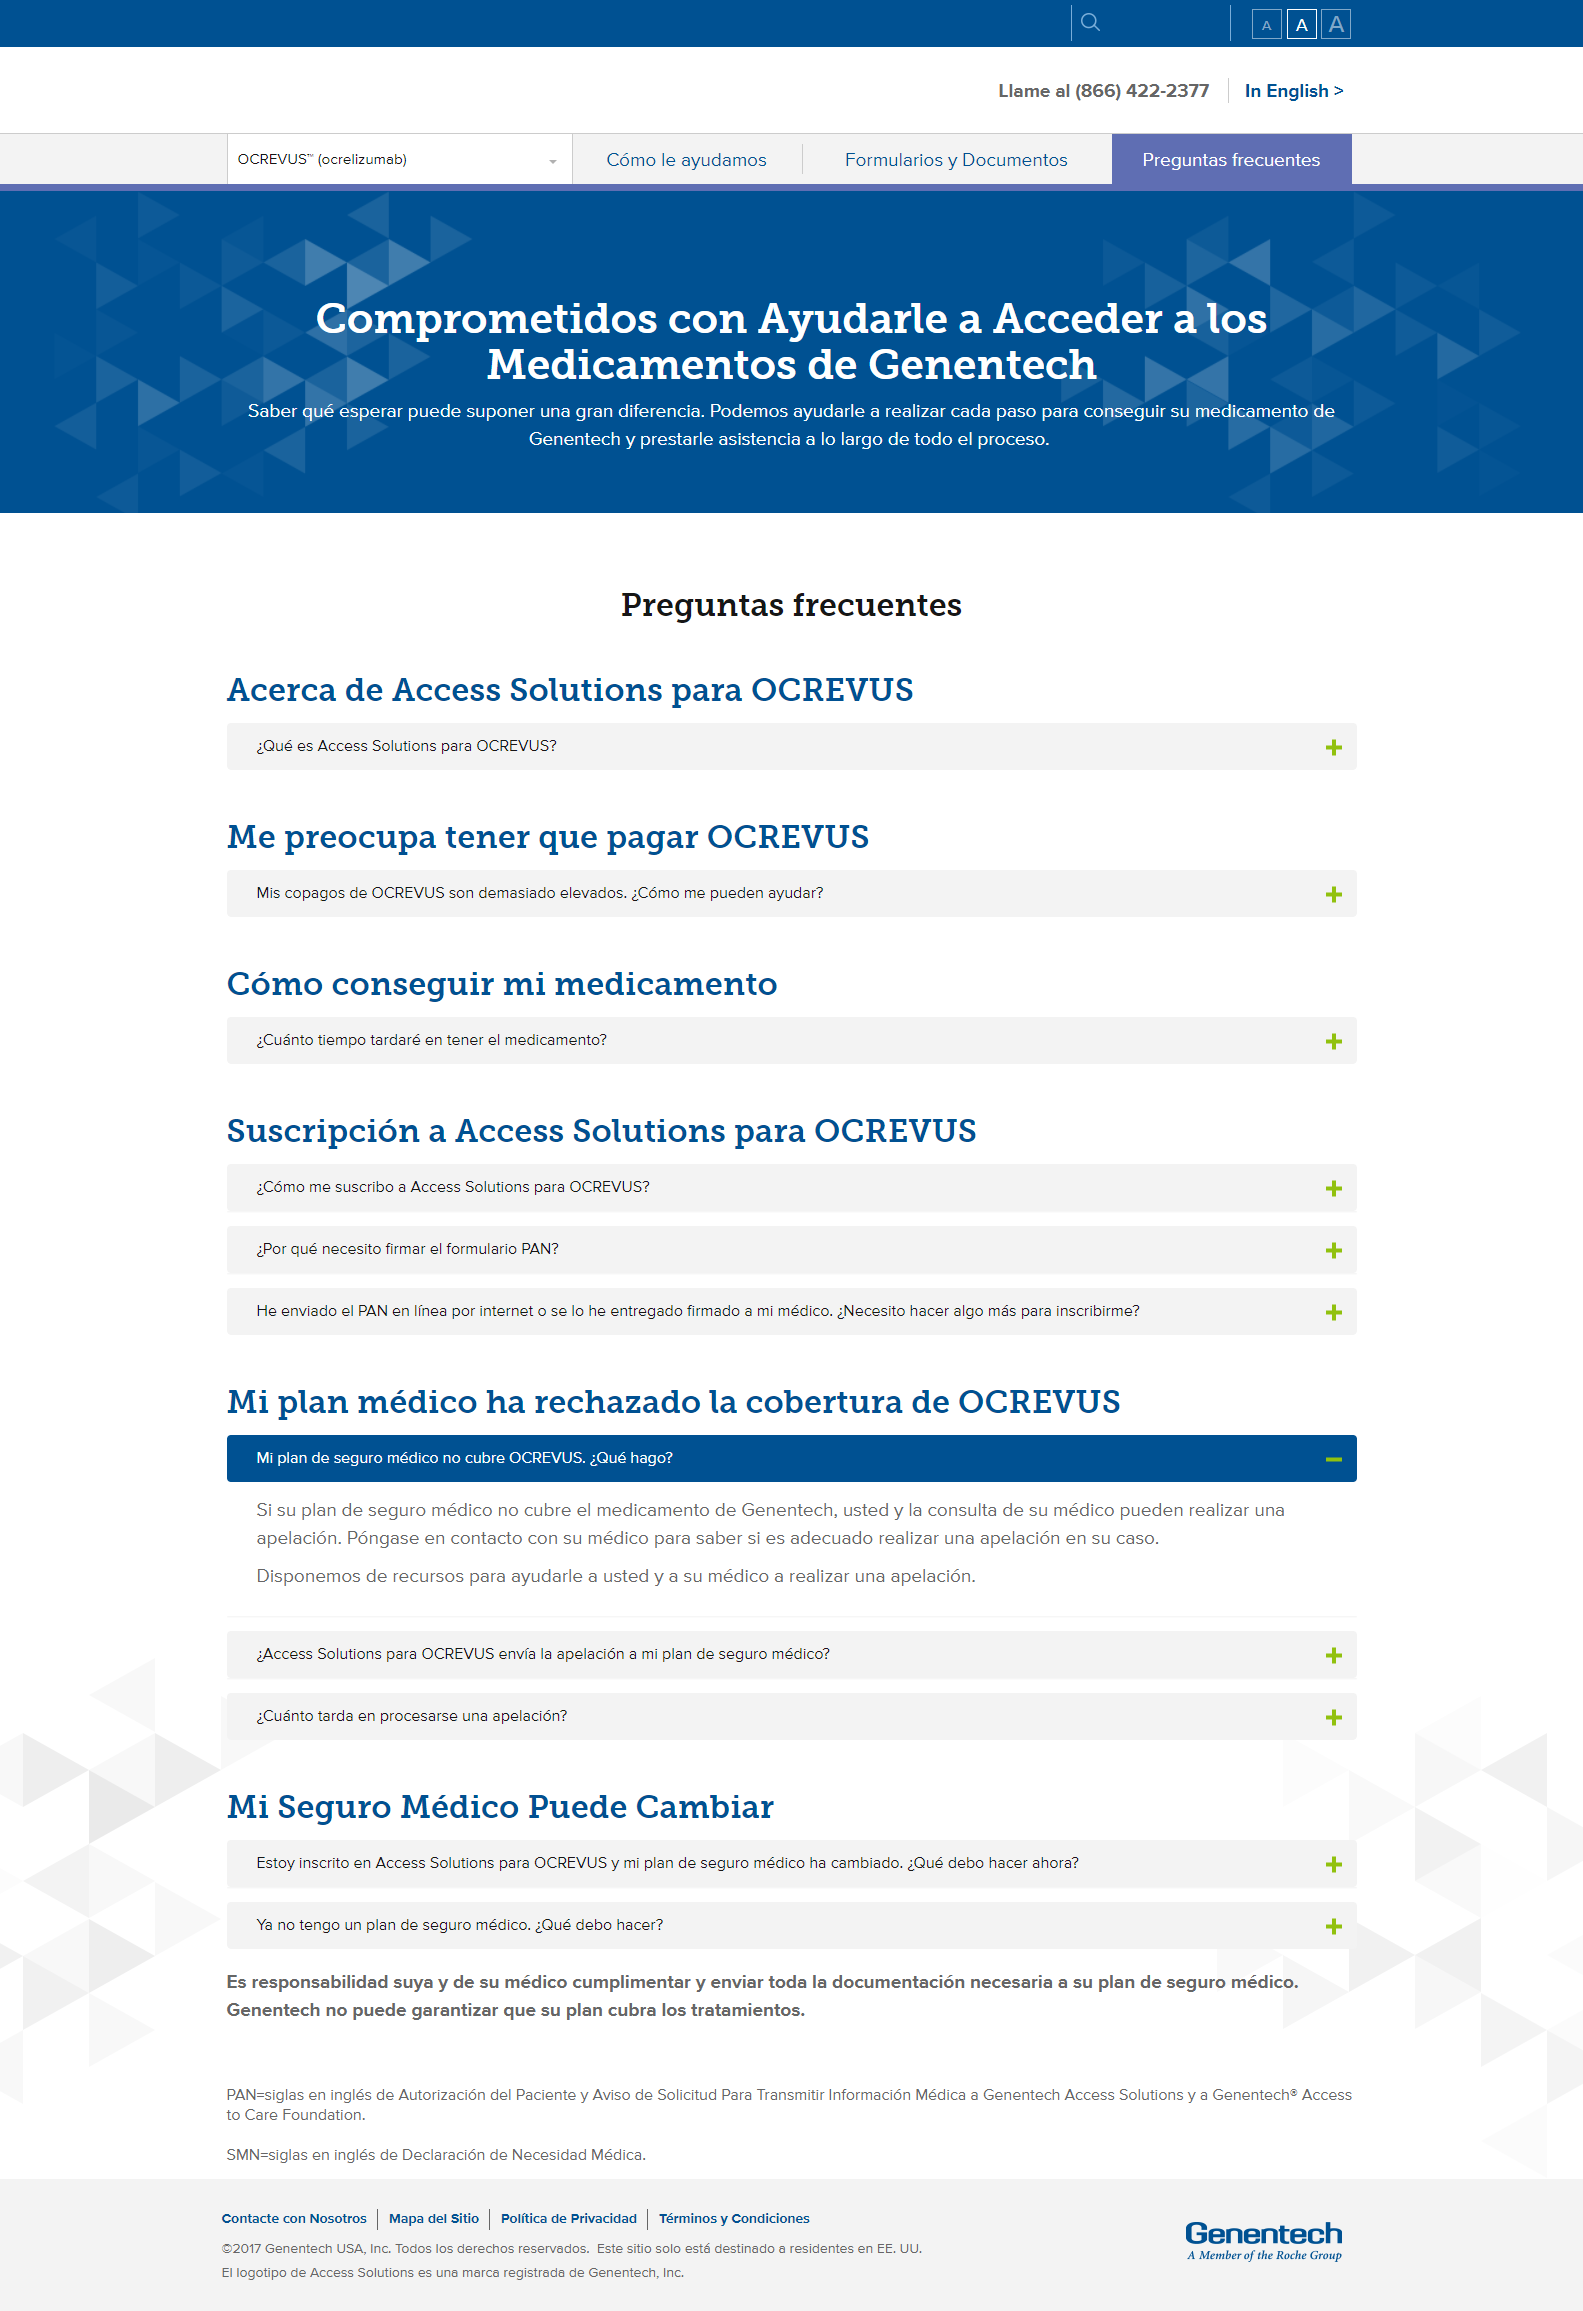 A A A
Llame al (866) 422-2377 In English >
OCREVUS™ (ocrelizumab) Cómo le ayudamos Formularios y Documentos Preguntas frecuentes
Comprometidos con Ayudarle a Acceder a los
Medicamentos de Genentech
Saber qué esperar puede suponer una gran diferencia. Podemos ayudarle a realizar cada paso para conseguir su medicamento de
Genentech y prestarle asistencia a lo largo de todo el proceso.
Preguntas frecuentes
Acerca de Access Solutions para OCREVUS
¿Qué es Access Solutions para OCREVUS?
Me preocupa tener que pagar OCREVUS
Mis copagos de OCREVUS son demasiado elevados. ¿Cómo me pueden ayudar?
Cómo conseguir mi medicamento
¿Cuánto tiempo tardaré en tener el medicamento?
Suscripción a Access Solutions para OCREVUS
¿Cómo me suscribo a Access Solutions para OCREVUS?
¿Por qué necesito firmar el formulario PAN?
He enviado el PAN en línea por internet o se lo he entregado firmado a mi médico. ¿Necesito hacer algo más para inscribirme?
Mi plan médico ha rechazado la cobertura de OCREVUS
Mi plan de seguro médico no cubre OCREVUS. ¿Qué hago?
Si su plan de seguro médico no cubre el medicamento de Genentech, usted y la consulta de su médico pueden realizar una
apelación. Póngase en contacto con su médico para saber si es adecuado realizar una apelación en su caso.
Disponemos de recursos para ayudarle a usted y a su médico a realizar una apelación.
¿Access Solutions para OCREVUS envía la apelación a mi plan de seguro médico?
¿Cuánto tarda en procesarse una apelación?
Mi Seguro Médico Puede Cambiar
Estoy inscrito en Access Solutions para OCREVUS y mi plan de seguro médico ha cambiado. ¿Qué debo hacer ahora?
Ya no tengo un plan de seguro médico. ¿Qué debo hacer?
Es responsabilidad suya y de su médico cumplimentar y enviar toda la documentación necesaria a su plan de seguro médico.
Genentech no puede garantizar que su plan cubra los tratamientos.
PAN=siglas en inglés de Autorización del Paciente y Aviso de Solicitud Para Transmitir Información Médica a Genentech Access Solutions y a Genentech® Access
to Care Foundation.
SMN=siglas en inglés de Declaración de Necesidad Médica.
Contacte con Nosotros Mapa del Sitio Política de Privacidad Términos y Condiciones
©2017 Genentech USA, Inc. Todos los derechos reservados. Este sitio solo está destinado a residentes en EE. UU.
El logotipo de Access Solutions es una marca registrada de Genentech, Inc.
Genentech
A Member of the Roche Group